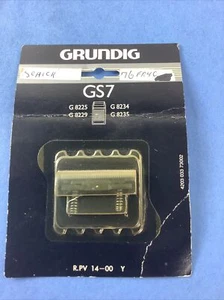 GRUNDIG
GS7
G 8225 G 8234
G 8229 G 8235
R.PV 14-00 Y